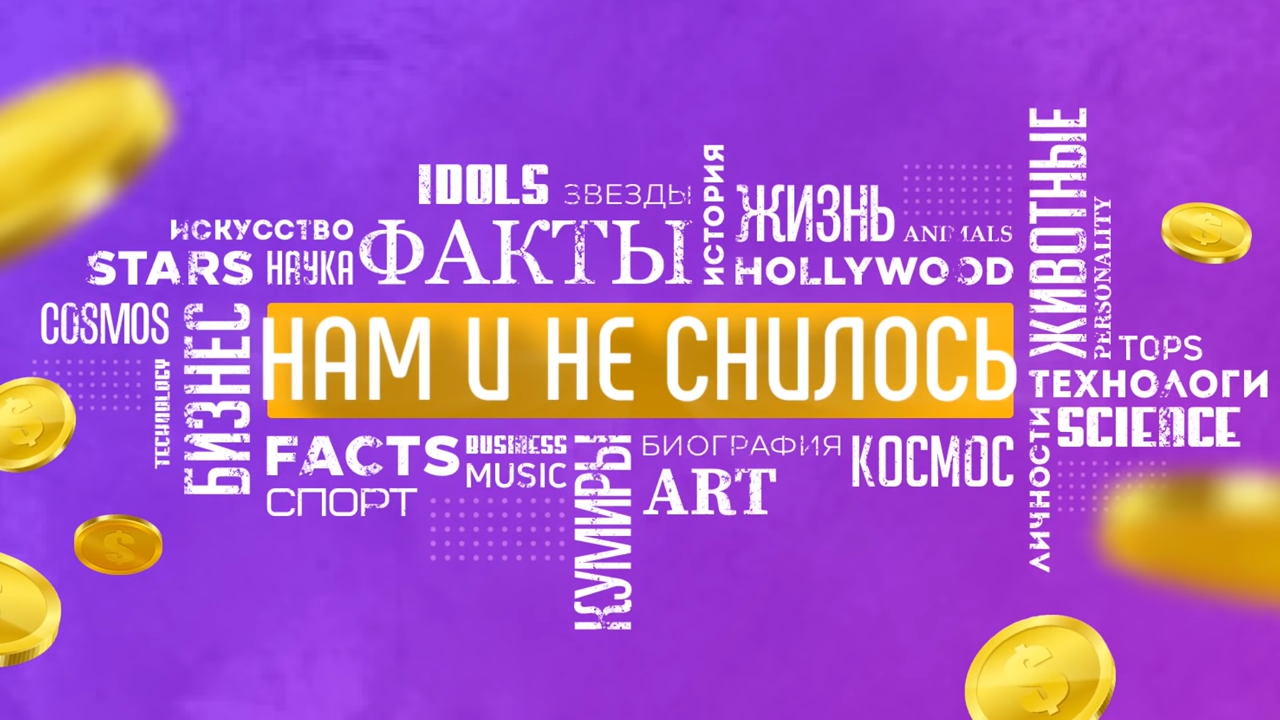 IDOLS
ЗВЕЗДЫ
ИСТОРИЯ
ЖИЗНЬ
ANIMALS
ЖИВОТНЫЕ
PERSONALITY
ИСКУССТВО
STARS
НАУКА
ФАКТЫ
HOLLYWOOD
COSMOS
TECHNOLOGY
БИЗНЕС
НАМ И НЕ СНИЛОСЬ
TOPS
ТЕХНОЛОГИ
SCIENCE
ЛИЧНОСТИ
FACTS
BUSINESS
MUSIC
СПОРТ
КУМИРЫ
БИОГРАФИЯ
ART
КОСМОС